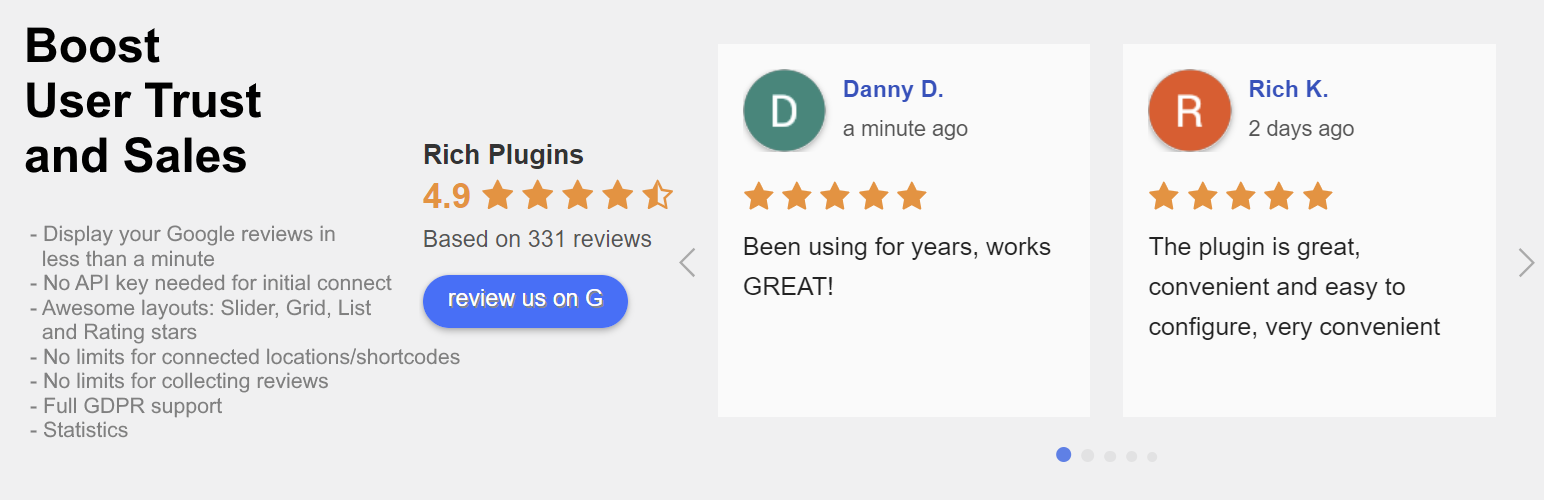 Boost
User Trust
and Sales
- Display your Google reviews in
less than a minute
- No API key needed for initial connect
- Awesome layouts: Slider, Grid, List
and Rating stars
- No limits for connected locations/shortcodes
- No limits for collecting reviews
- Full GDPR support
- Statistics
Rich Plugins
4.9
Based on 331 reviews
review us on G
D
Danny D.
a minute ago
Been using for years, works
GREAT!
R
Rich K.
2 days ago
The plugin is great,
convenient and easy to
configure, very convenient